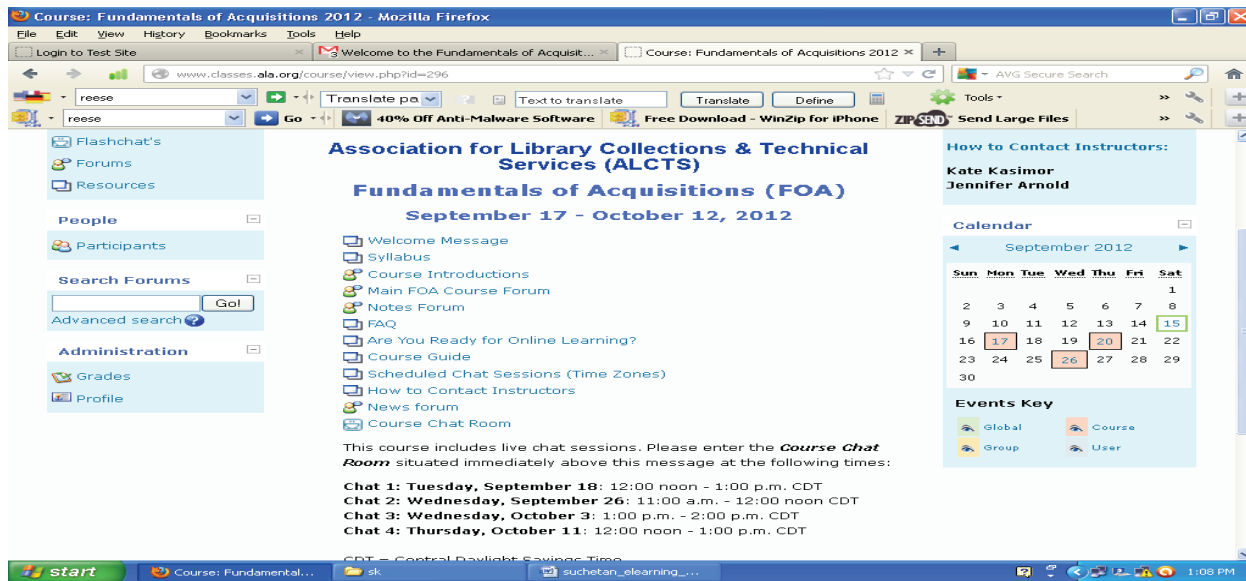 Course: Fundamentals of Acquisitions 2012 - Mozilla Firefox
File Edit View History Bookmarks Tools Help
Login to Test Site Welcome to the Fundamentals of Acquisit... Course: Fundamentals of Acquisitions 2012
www.classes.ala.org/course/view.php?id=296 AVG Secure Search
reese Translate pa Text to translate Translate Define Tools
reese Go 40% Off Anti-Malware Software Free Download - WinZip for iPhone ZIPSEND Send Large Files
Flashchat's
Forums
Resources
People
Participants
Search Forums
Go!
Advanced search
Administration
Grades
Profile
Association for Library Collections & Technical
Services (ALCTS)
Fundamentals of Acquisitions (FOA)
September 17 - October 12, 2012
Welcome Message
Syllabus
Course Introductions
Main FOA Course Forum
Notes Forum
FAQ
Are You Ready for Online Learning?
Course Guide
Scheduled Chat Sessions (Time Zones)
How to Contact Instructors
News forum
Course Chat Room
This course includes live chat sessions. Please enter the Course Chat
Room situated immediately above this message at the following times:
Chat 1: Tuesday, September 18: 12:00 noon - 1:00 p.m. CDT
Chat 2: Wednesday, September 26: 11:00 a.m. - 12:00 noon CDT
Chat 3: Wednesday, October 3: 1:00 p.m. - 2:00 p.m. CDT
Chat 4: Thursday, October 11: 12:00 noon - 1:00 p.m. CDT
CDT = Central Daylight Savings Time
How to Contact Instructors:
Kate Kasimor
Jennifer Arnold
Calendar
September 2012
Sun Mon Tue Wed Thu Fri Sat
1
2 3 4 5 6 7 8
9 10 11 12 13 14 15
16 17 18 19 20 21 22
23 24 25 26 27 28 29
30
Events Key
Global Course
Group User
start Course: Fundamental... sk suchetan_elearning_... 1:08 PM